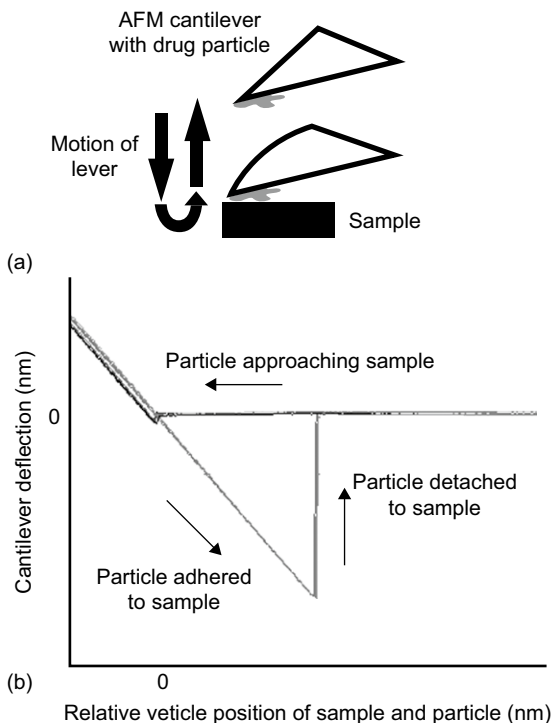 AFM cantilever
with drug particle
Motion of
lever
Sample
(a)
Cantilever deflection (nm)
0
Particle approaching sample
Particle detached
to sample
Particle adhered
to sample
0
(b)
Relative veticle position of sample and particle (nm)